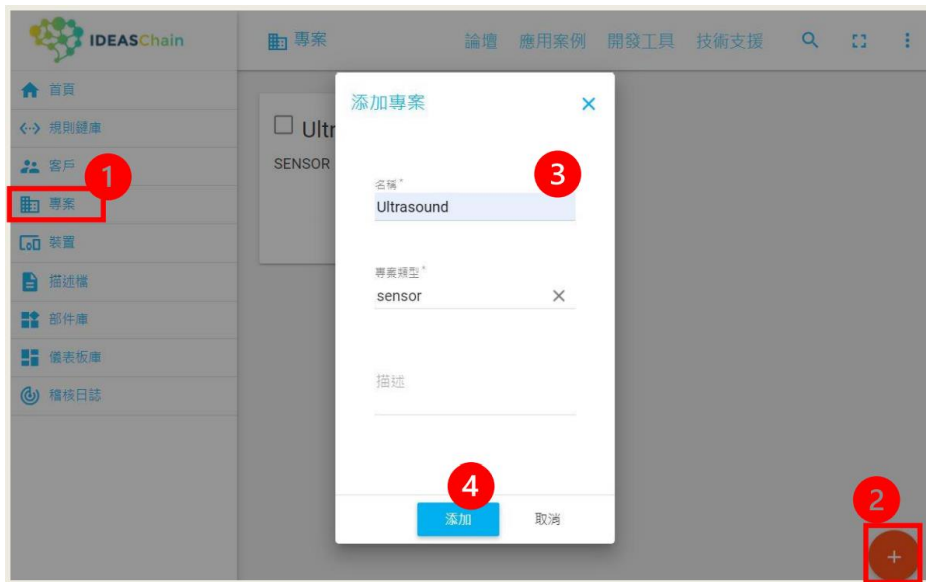 IDEASChain
專案
論壇 應用案例 開發工具 技術支援
首頁
規則鏈庫
客戶
1
專案
裝置
描述檔
部件庫
儀表板庫
稽核日誌
Ultr
SENSOR
添加專案
3
名稱*
Ultrasound
專案類型*
sensor
描述
4
添加 取消
2